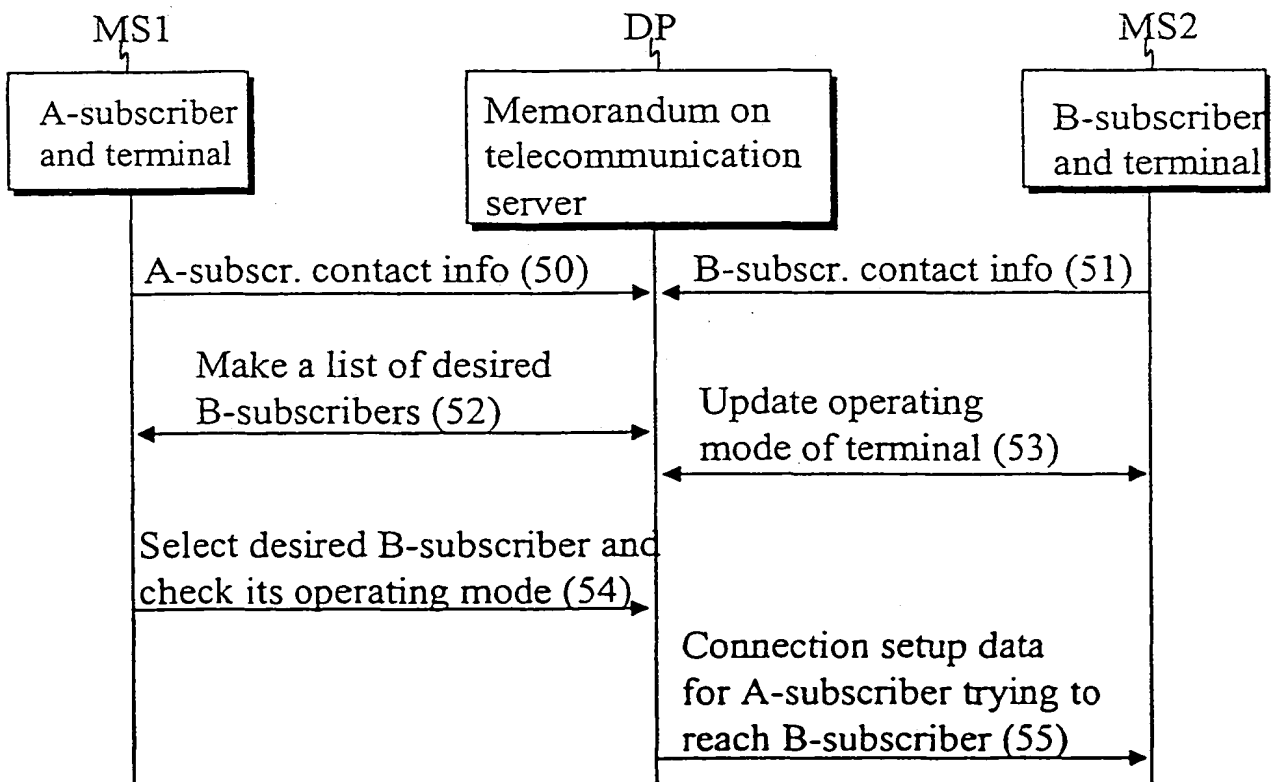 MS1
DP
MS2
A-subscriber
and terminal
Memorandum on
telecommunication
server
B-subscriber
and terminal
A-subscr. contact info (50)
B-subscr. contact info (51)
Make a list of desired
B-subscribers (52)
Update operating
mode of terminal (53)
Select desired B-subscriber and
check its operating mode (54)
Connection setup data
for A-subscriber trying to
reach B-subscriber (55)